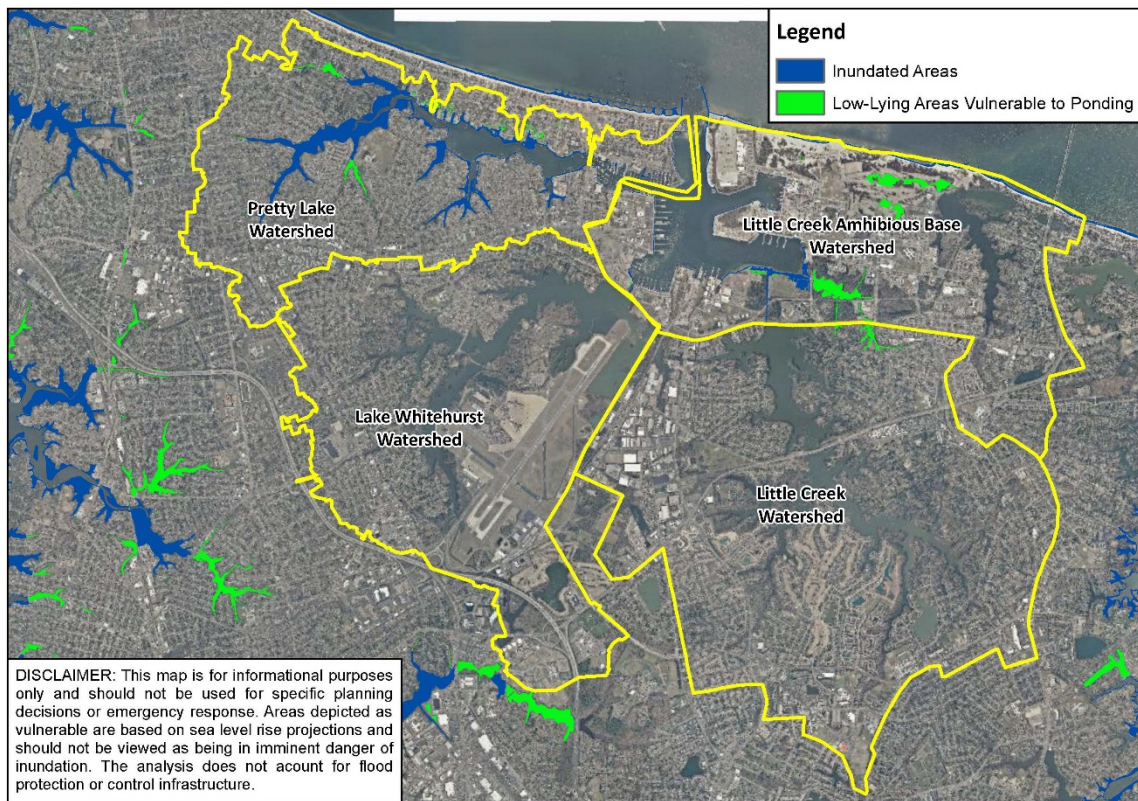 Legend
Inundated Areas
Low-Lying Areas Vulnerable to Ponding
Pretty Lake
Watershed
Little Creek Amhibious Base
Watershed
Lake Whitehurst
Watershed
Little Creek
Watershed
DISCLAIMER: This map is for informational purposes
only and should not be used for specific planning
decisions or emergency response. Areas depicted as
vulnerable are based on sea level rise projections and
should not be viewed as being in imminent danger of
inundation. The analysis does not acount for flood
protection or control infrastructure.